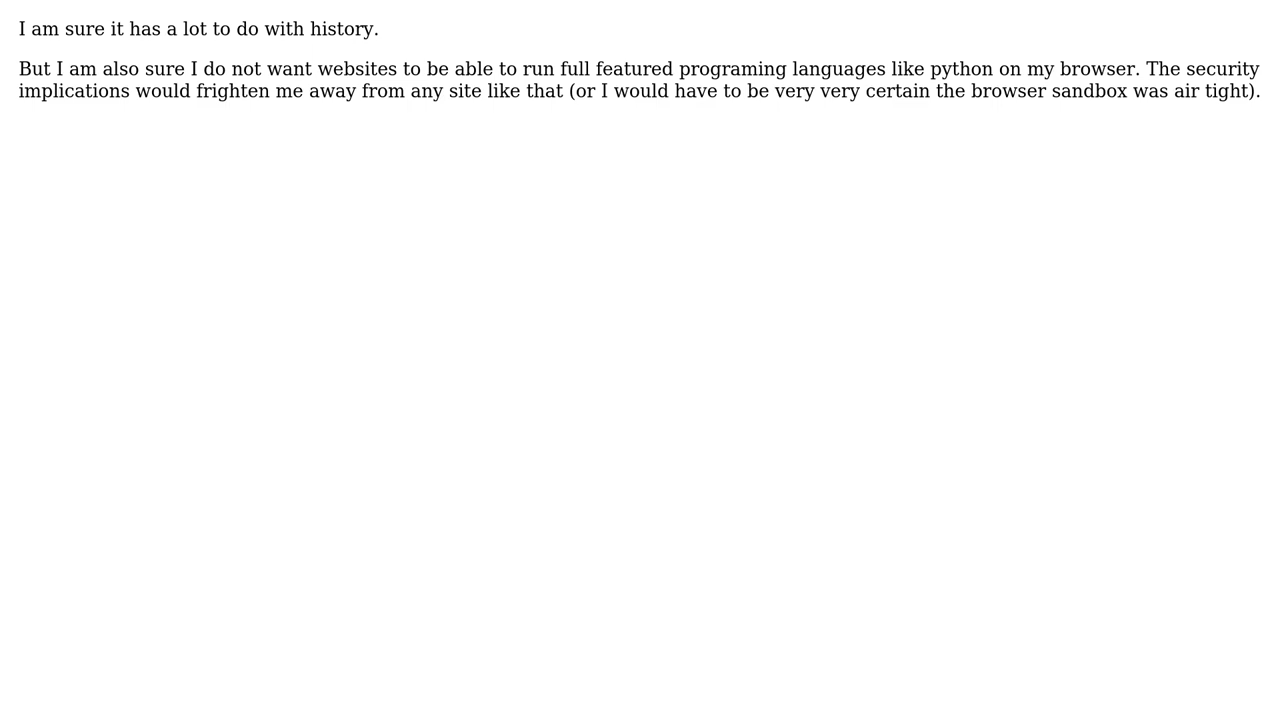 I am sure it has a lot to do with history.
But I am also sure I do not want websites to be able to run full featured programing languages like python on my browser. The security
implications would frighten me away from any site like that (or I would have to be very very certain the browser sandbox was air tight).